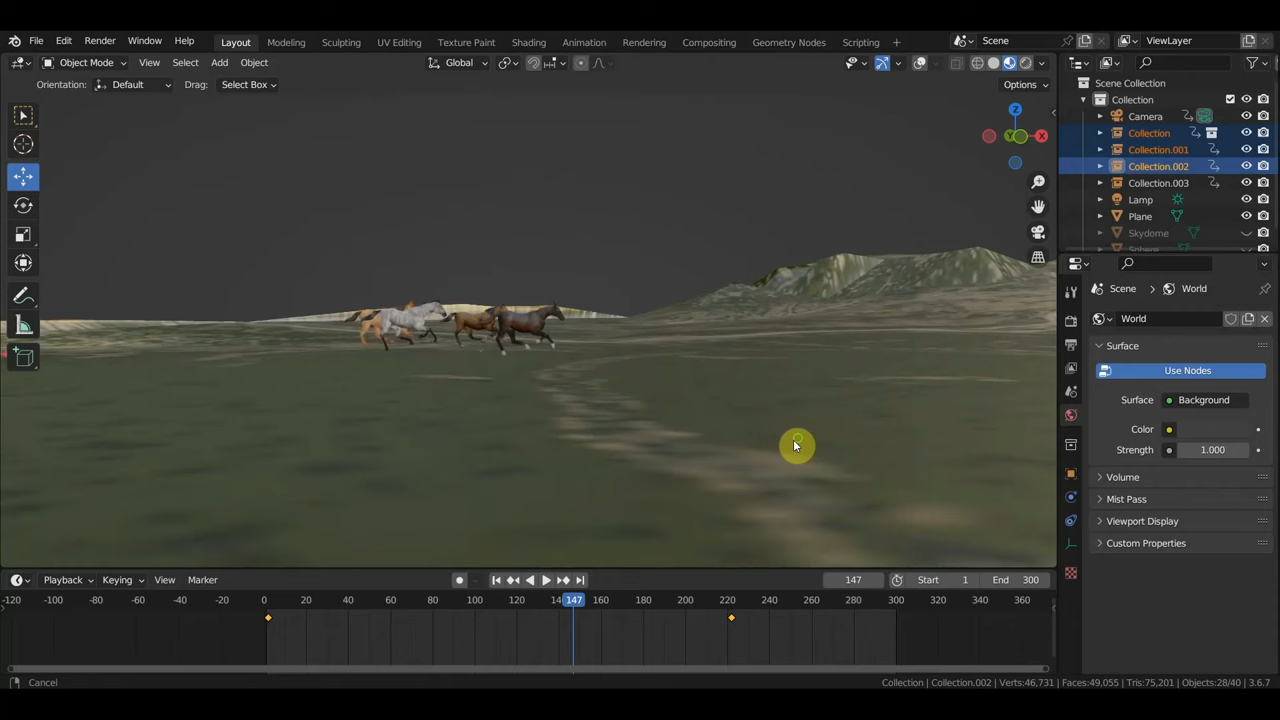 File Edit Render Window Help Layout Modeling Sculpting UV Editing Texture Paint Shading Animation Rendering Compositing Geometry Nodes Scripting + Scene ViewLayer
Object Mode View Select Add Object Global
Orientation: Default Drag: Select Box Options
Z
X
Y
Scene Collection
Collection
Camera
Collection
Collection.001
Collection.002
Collection.003
Lamp
Plane
Skydome
Scene > World
World
Surface
Use Nodes
Surface Background
Color
Strength 1.000
Volume
Mist Pass
Viewport Display
Custom Properties
Playback Keying View Marker 147 Start 1 End 300
-120 -100 -80 -60 -40 -20 0 20 40 60 80 100 120 147 160 180 200 220 240 260 280 300 320 340 360
Cancel Collection | Collection.002 | Verts:46,731 | Faces:49,055 | Tris:75,201 | Objects:28/40 | 3.6.7